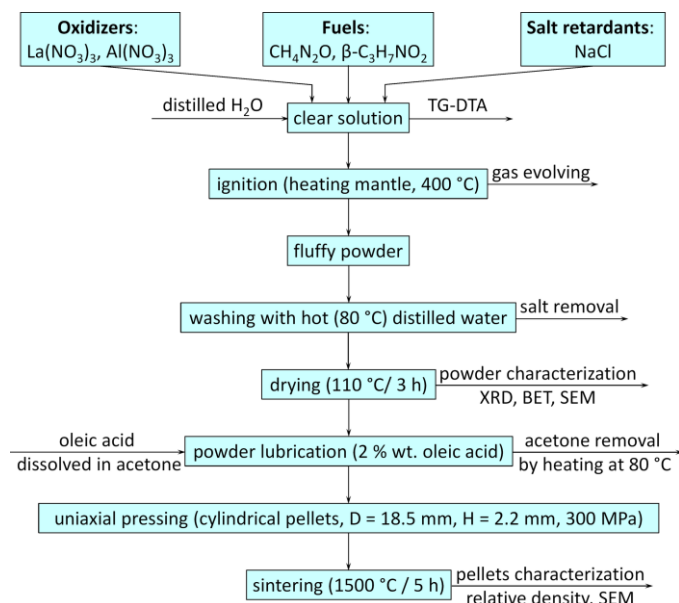 Oxidizers:
La(NO₃)₃, Al(NO₃)₃
Fuels:
CH₄N₂O, β-C₃H₇NO₂
Salt retardants:
NaCl
distilled H₂O
clear solution
TG-DTA
ignition (heating mantle, 400 °C)
gas evolving
fluffy powder
washing with hot (80 °C) distilled water
salt removal
drying (110 °C/ 3 h)
powder characterization
XRD, BET, SEM
oleic acid
dissolved in acetone
powder lubrication (2 % wt. oleic acid)
acetone removal
by heating at 80 °C
uniaxial pressing (cylindrical pellets, D = 18.5 mm, H = 2.2 mm, 300 MPa)
sintering (1500 °C / 5 h)
pellets characterization
relative density, SEM